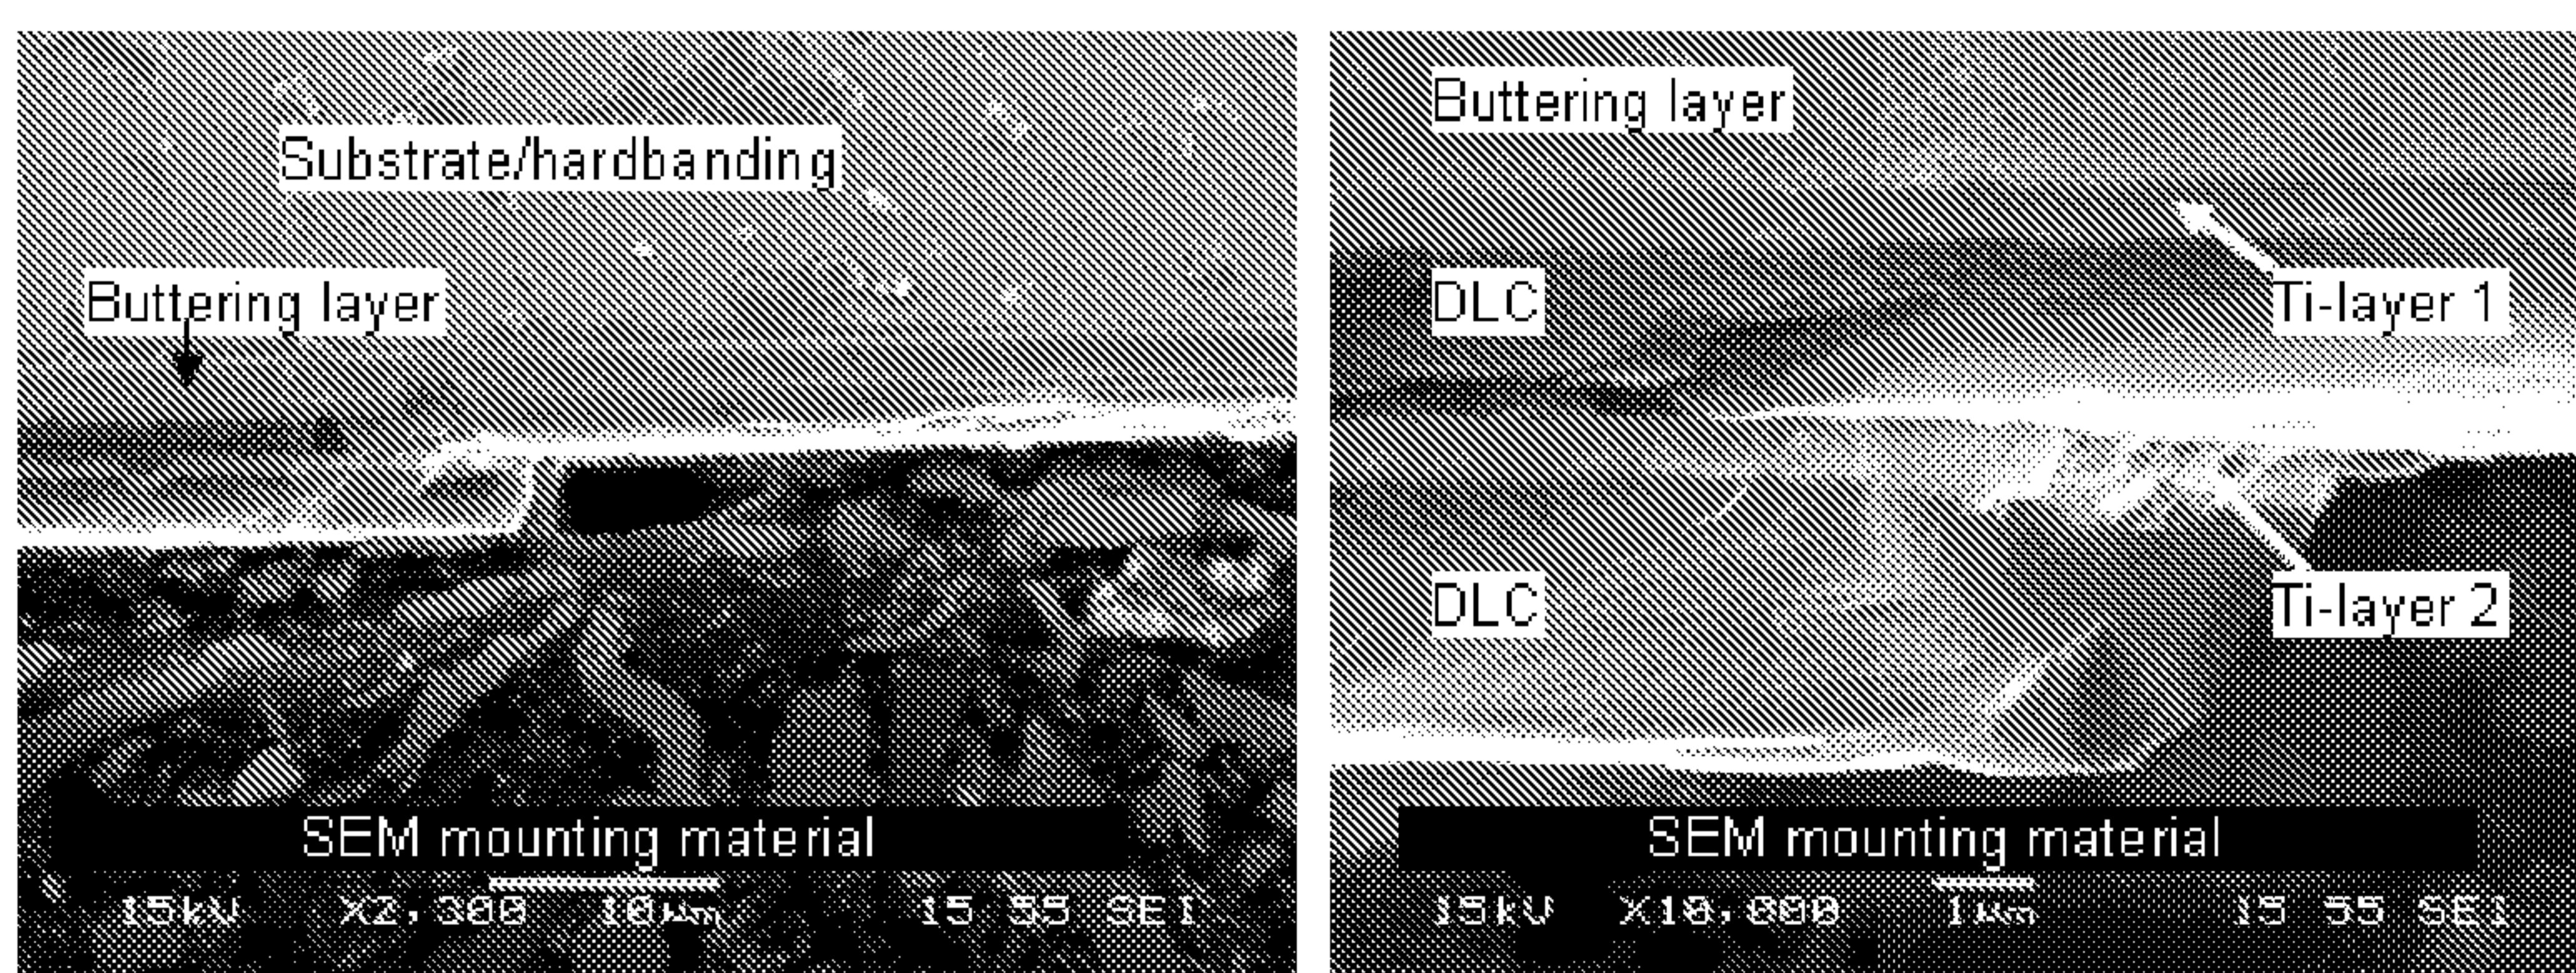 Substrate/hardbanding
Buttering layer
SEM mounting material
15kV X2,300 10μm 15 55 SEI
Buttering layer
DLC
Ti-layer 1
DLC
Ti-layer 2
SEM mounting material
15kV X10,000 1μm 15 55 SEI